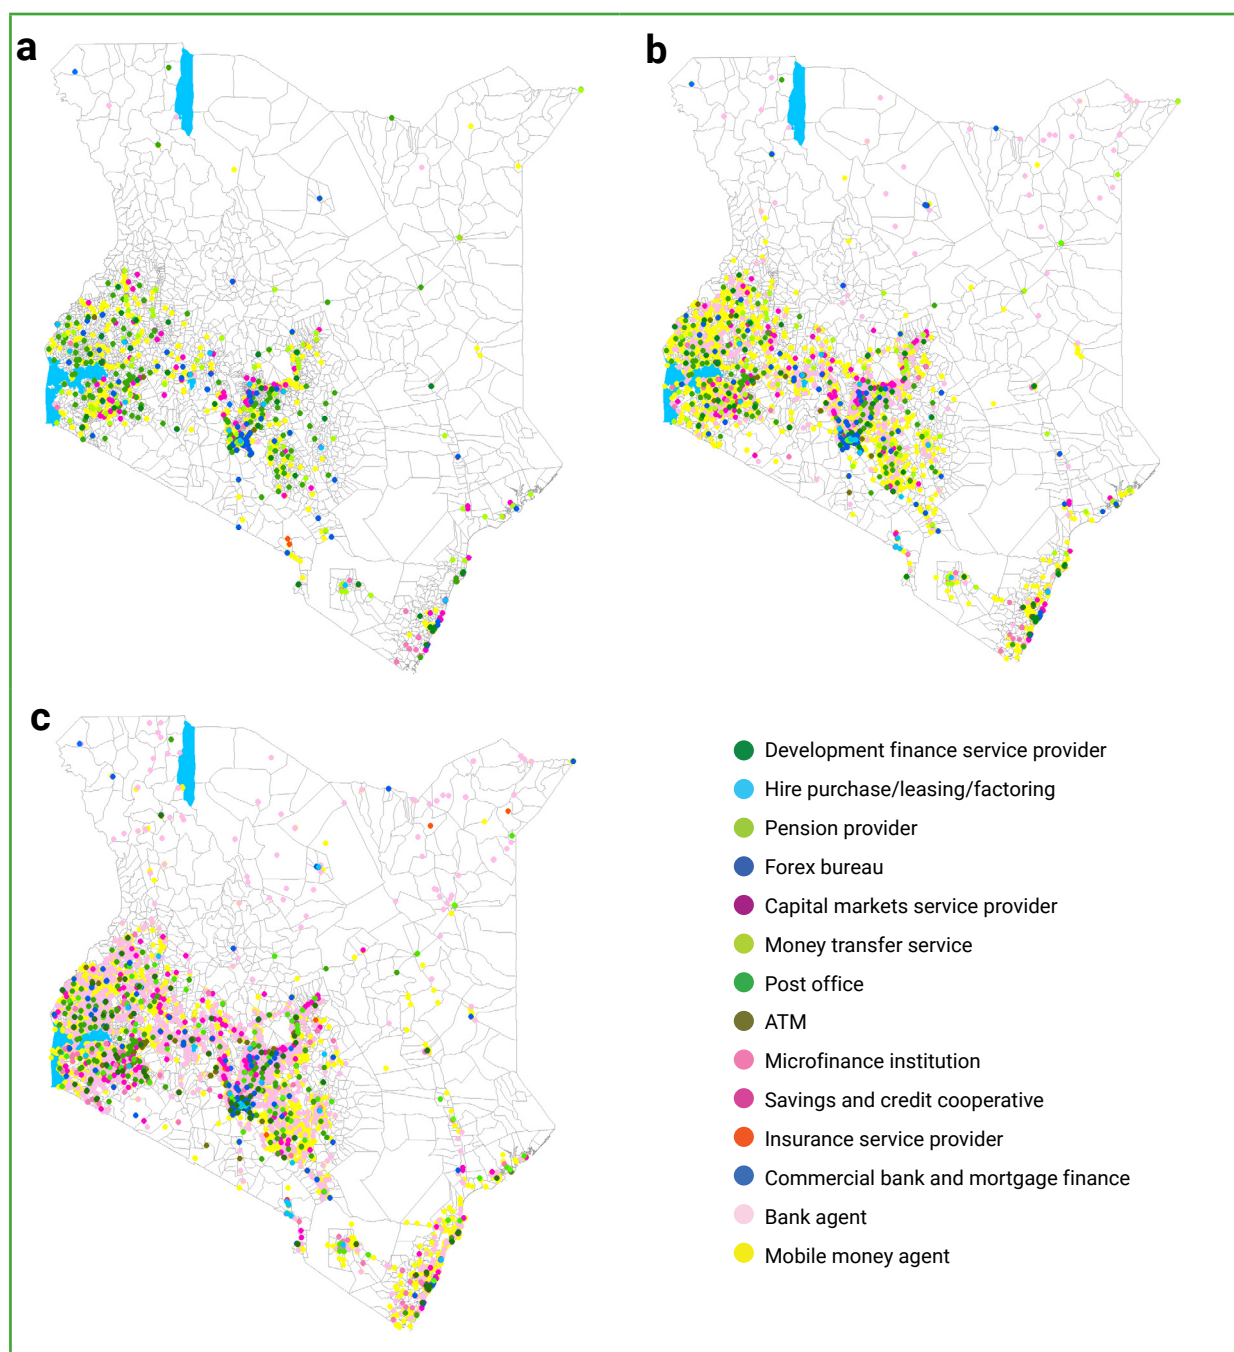 a
b
c
Development finance service provider
Hire purchase/leasing/factoring
Pension provider
Forex bureau
Capital markets service provider
Money transfer service
Post office
ATM
Microfinance institution
Savings and credit cooperative
Insurance service provider
Commercial bank and mortgage finance
Bank agent
Mobile money agent